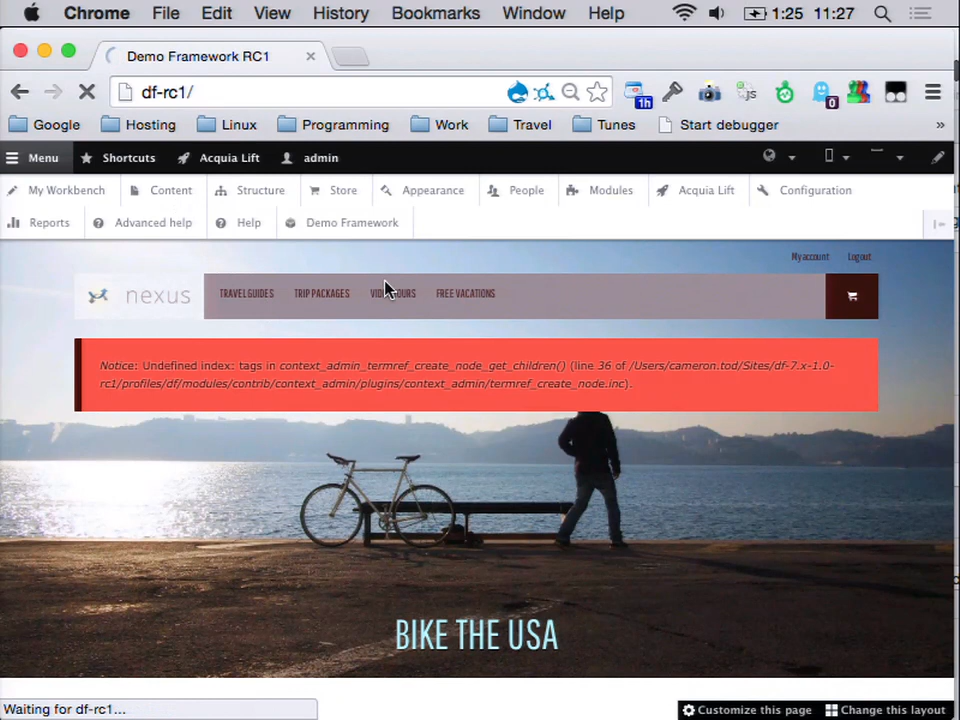 Chrome File Edit View History Bookmarks Window Help 1:25 11:27
Demo Framework RC1
df-rc1/
js 1h 0
Google Hosting Linux Programming Work Travel Tunes Start debugger »
Menu Shortcuts Acquia Lift admin
My Workbench Content Structure Store Appearance People Modules Acquia Lift Configuration
Reports Advanced help Help Demo Framework
My account Logout
nexus TRAVEL GUIDES TRIP PACKAGES FREE VACATIONS
Notice: Undefined index: tags in context_admin_termref_create_node_get_children() (line 36 of /Users/cameron.tod/Sites/df-7.x-1.0-
rc1/profiles/df/modules/contrib/context_admin/plugins/context_admin/termref_create_node.inc).
BIKE THE USA
Waiting for df-rc1... Customize this page Change this layout